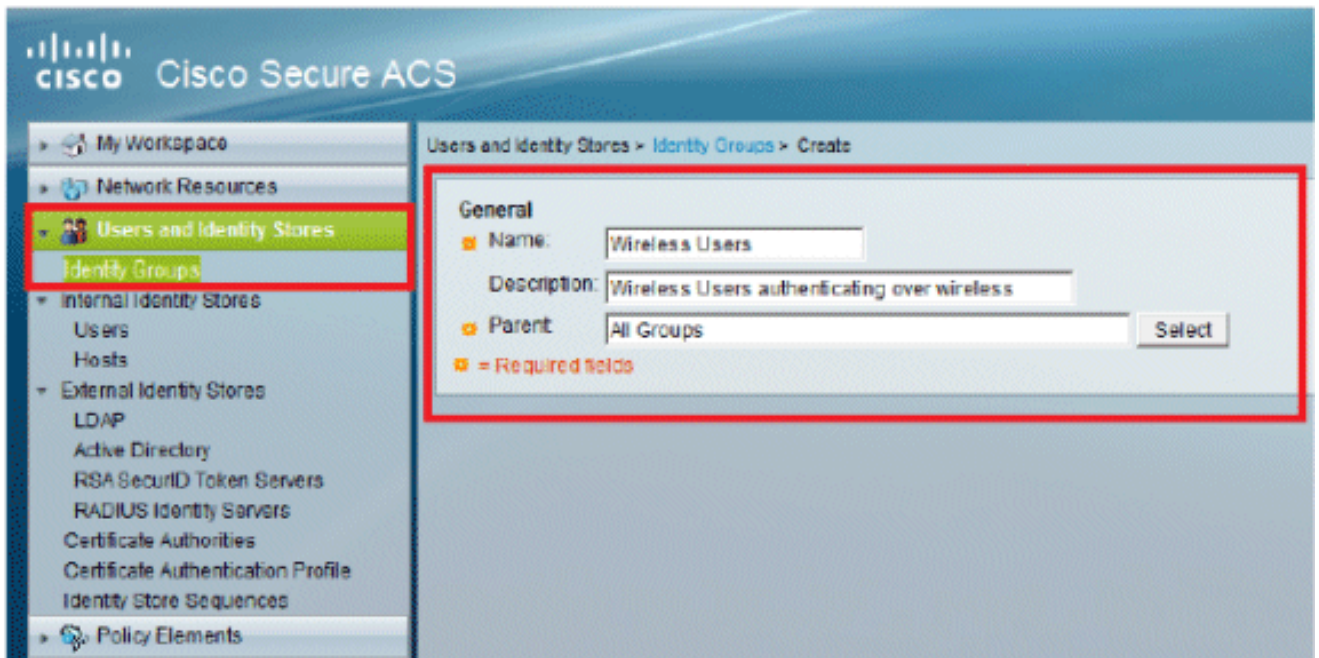 CISCO Cisco Secure ACS
My Workspace
Network Resources
Users and Identity Stores
Identity Groups
Internal Identity Stores
Users
Hosts
External Identity Stores
LDAP
Active Directory
RSA SecurID Token Servers
RADIUS Identity Servers
Certificate Authorities
Certificate Authentication Profile
Identity Store Sequences
Policy Elements
Users and Identity Stores > Identity Groups > Create
General
Name: Wireless Users
Description: Wireless Users authenticating over wireless
Parent: All Groups Select
= Required fields